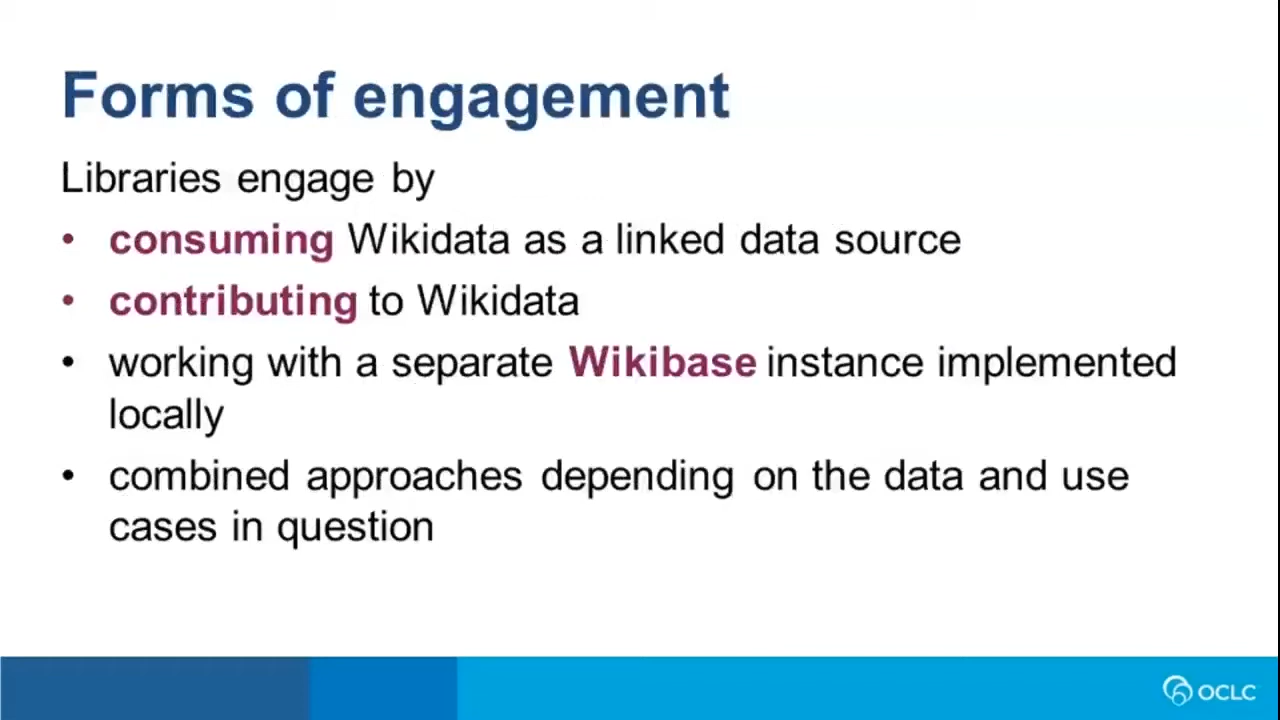 Forms of engagement
Libraries engage by
• consuming Wikidata as a linked data source
• contributing to Wikidata
• working with a separate Wikibase instance implemented
locally
• combined approaches depending on the data and use
cases in question
OCLC